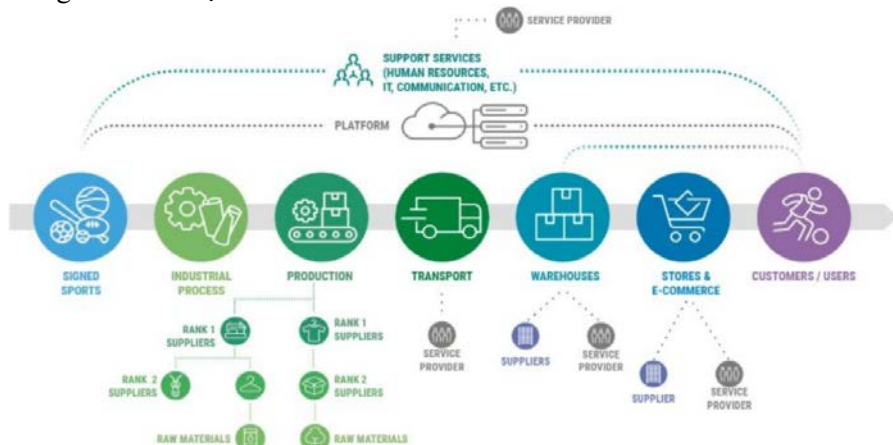 SERVICE PROVIDER
SUPPORT SERVICES
(HUMAN RESOURCES,
IT, COMMUNICATION, ETC.)
PLATFORM
SIGNED
SPORTS
INDUSTRIAL
PROCESS
PRODUCTION
TRANSPORT
WAREHOUSES
STORES &
E-COMMERCE
CUSTOMERS / USERS
RANK 1
SUPPLIERS
RANK 1
SUPPLIERS
RANK 2
SUPPLIERS
RANK 2
SUPPLIERS
RAW MATERIALS
RAW MATERIALS
SERVICE
PROVIDER
SUPPLIERS
SERVICE
PROVIDER
SUPPLIER
SERVICE
PROVIDER